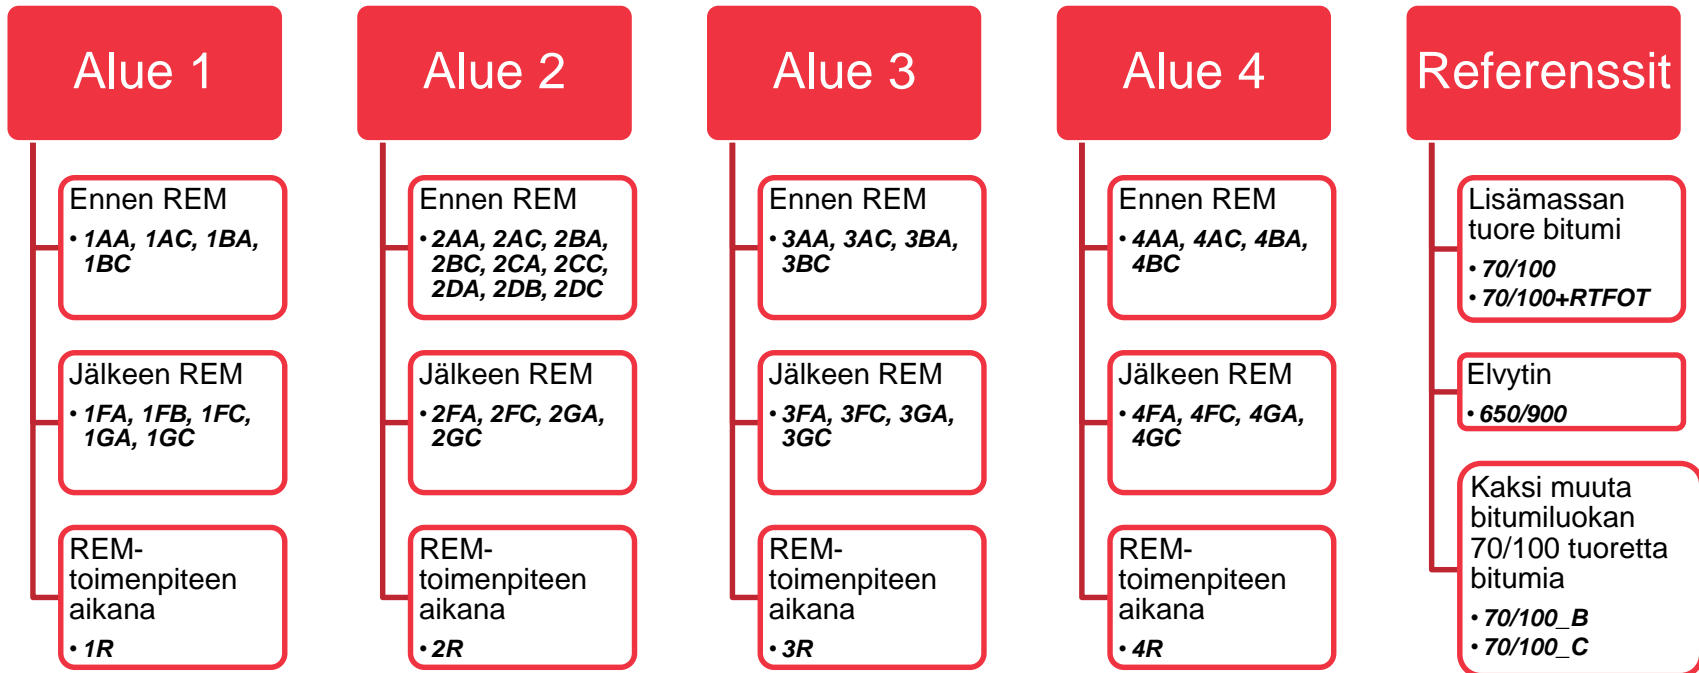 Alue 1
Ennen REM
• 1AA, 1AC, 1BA,
1BC
Jälkeen REM
• 1FA, 1FB, 1FC,
1GA, 1GC
REM-
toimenpiteen
aikana
• 1R
Alue 2
Ennen REM
• 2AA, 2AC, 2BA,
2BC, 2CA, 2CC,
2DA, 2DB, 2DC
Jälkeen REM
• 2FA, 2FC, 2GA,
2GC
REM-
toimenpiteen
aikana
• 2R
Alue 3
Ennen REM
• 3AA, 3AC, 3BA,
3BC
Jälkeen REM
• 3FA, 3FC, 3GA,
3GC
REM-
toimenpiteen
aikana
• 3R
Alue 4
Ennen REM
• 4AA, 4AC, 4BA,
4BC
Jälkeen REM
• 4FA, 4FC, 4GA,
4GC
REM-
toimenpiteen
aikana
• 4R
Referenssit
Lisämassan
tuore bitumi
• 70/100
• 70/100+RTFOT
Elvytin
• 650/900
Kaksi muuta
bitumiluokan
70/100 tuoretta
bitumia
• 70/100_B
• 70/100_C